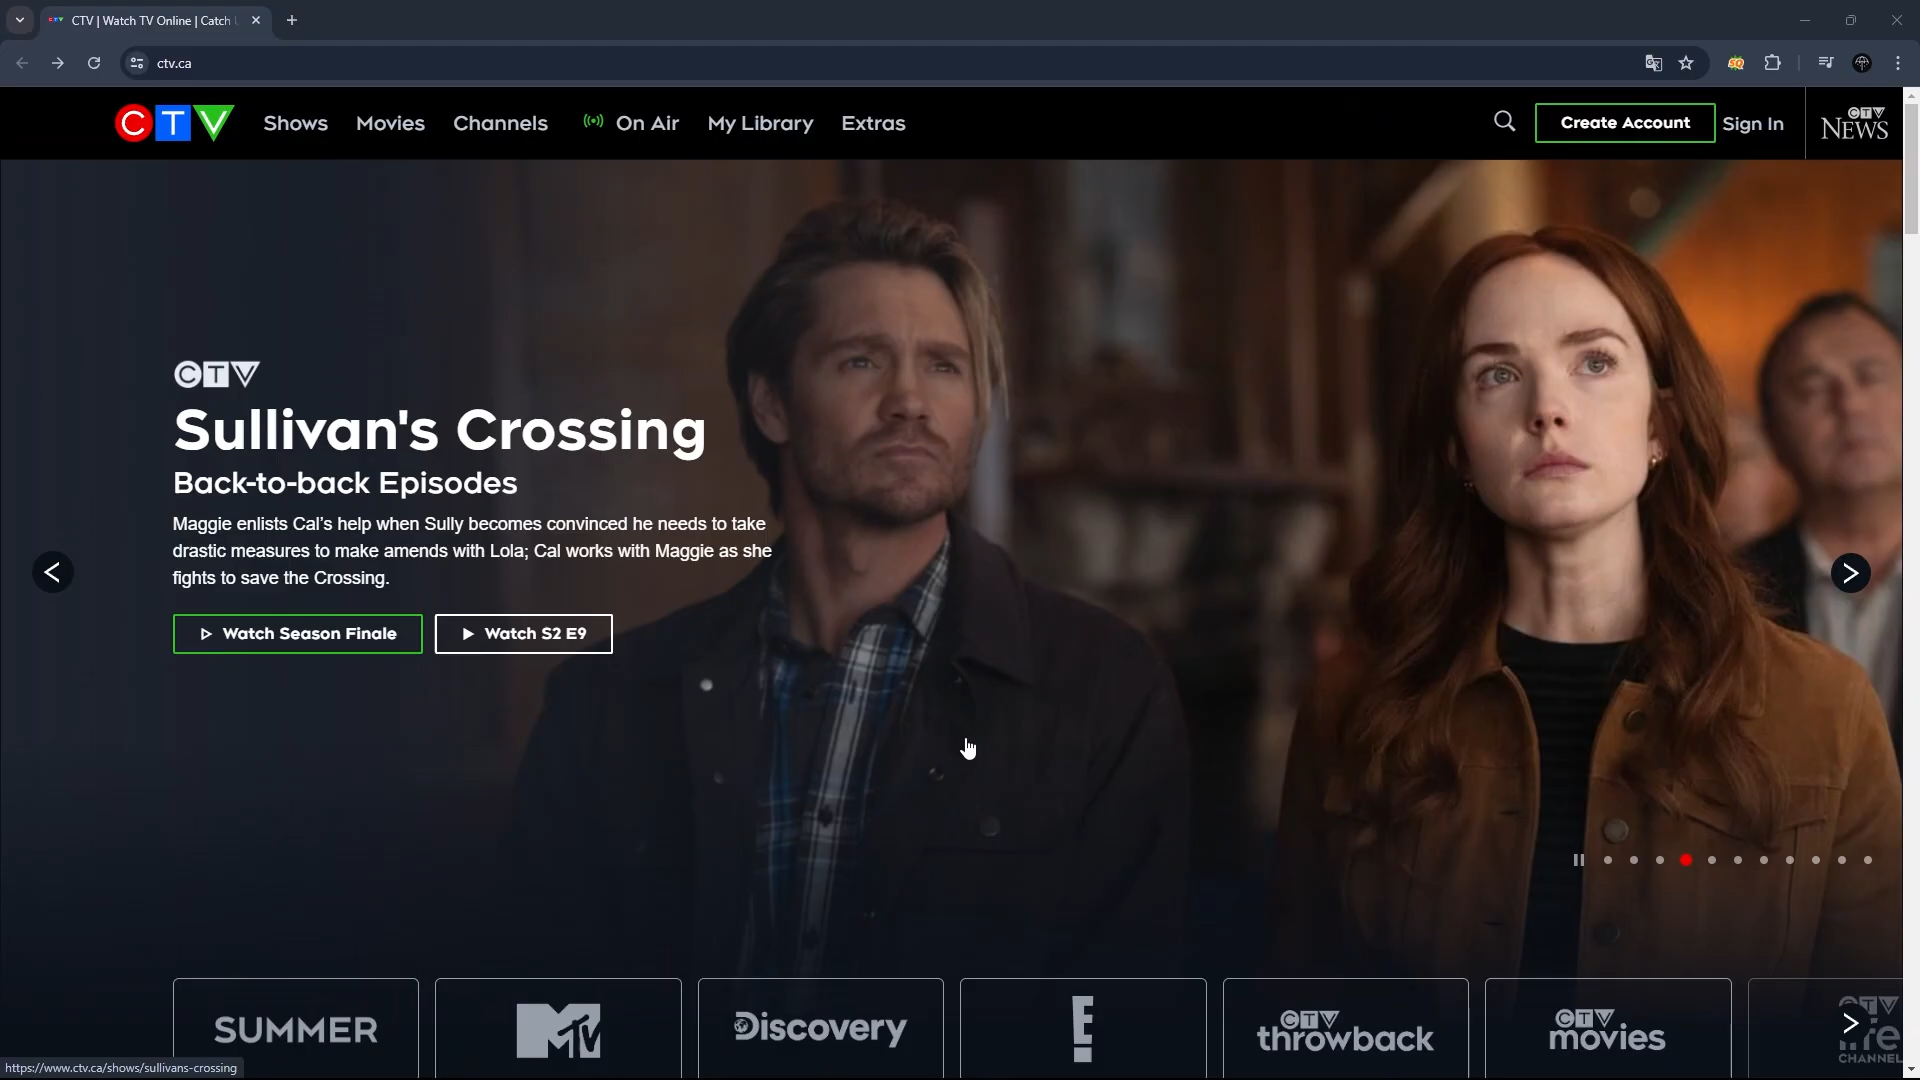 CTV | Watch TV Online | Catch
ctv.ca
CTV
Shows
Movies
Channels
On Air
My Library
Extras
Create Account
Sign In
CTV
NEWS
CTV
Sullivan's Crossing
Back-to-back Episodes
Maggie enlists Cal's help when Sully becomes convinced he needs to take
drastic measures to make amends with Lola; Cal works with Maggie as she
fights to save the Crossing.
Watch Season Finale
Watch S2 E9
SUMMER
MTV
Discovery
E!
CTV
throwback
CTV
movies
CTV
CHANNEL
https://www.ctv.ca/shows/sullivans-crossing